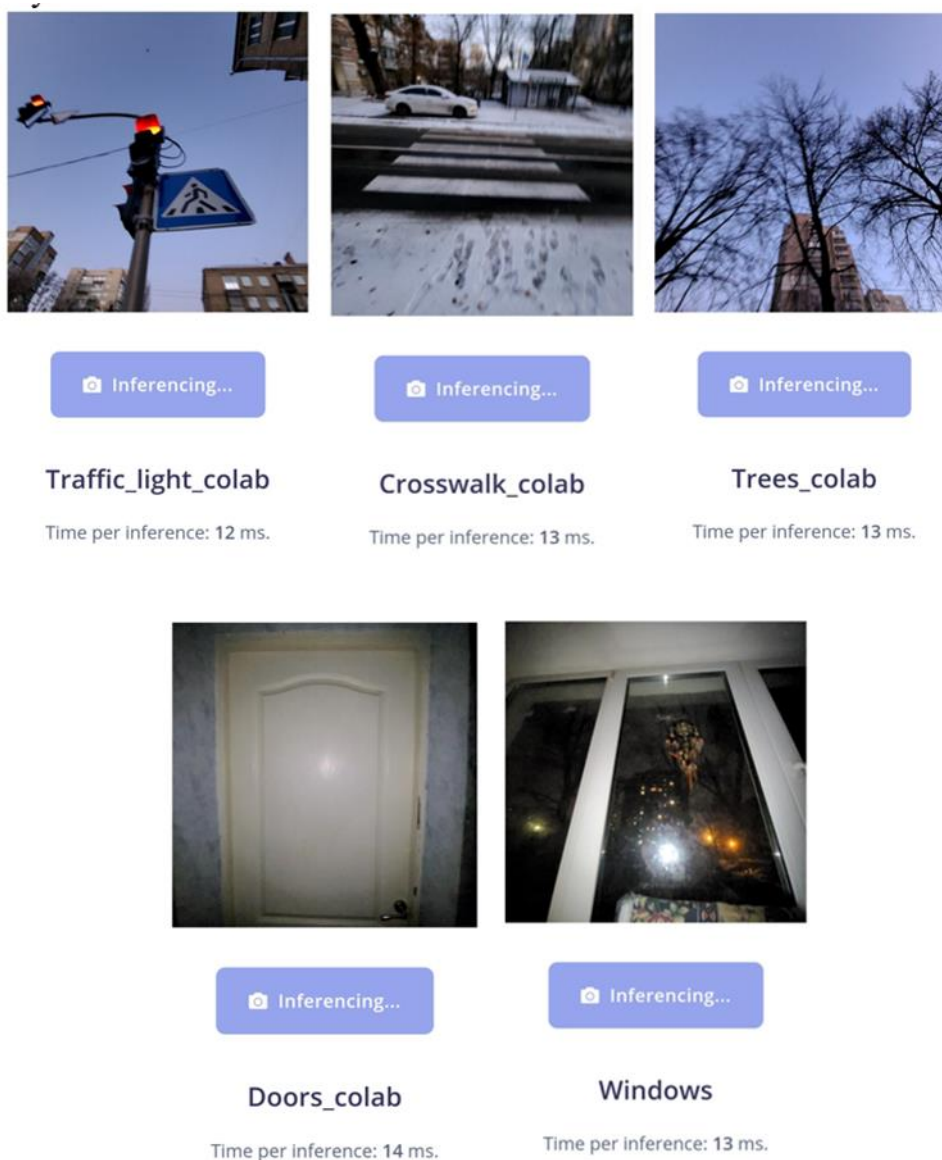 Inferencing...
Inferencing...
Inferencing...
Traffic_light_colab
Crosswalk_colab
Trees_colab
Time per inference: 12 ms.
Time per inference: 13 ms.
Time per inference: 13 ms.
Inferencing...
Inferencing...
Doors_colab
Windows
Time per inference: 14 ms.
Time per inference: 13 ms.